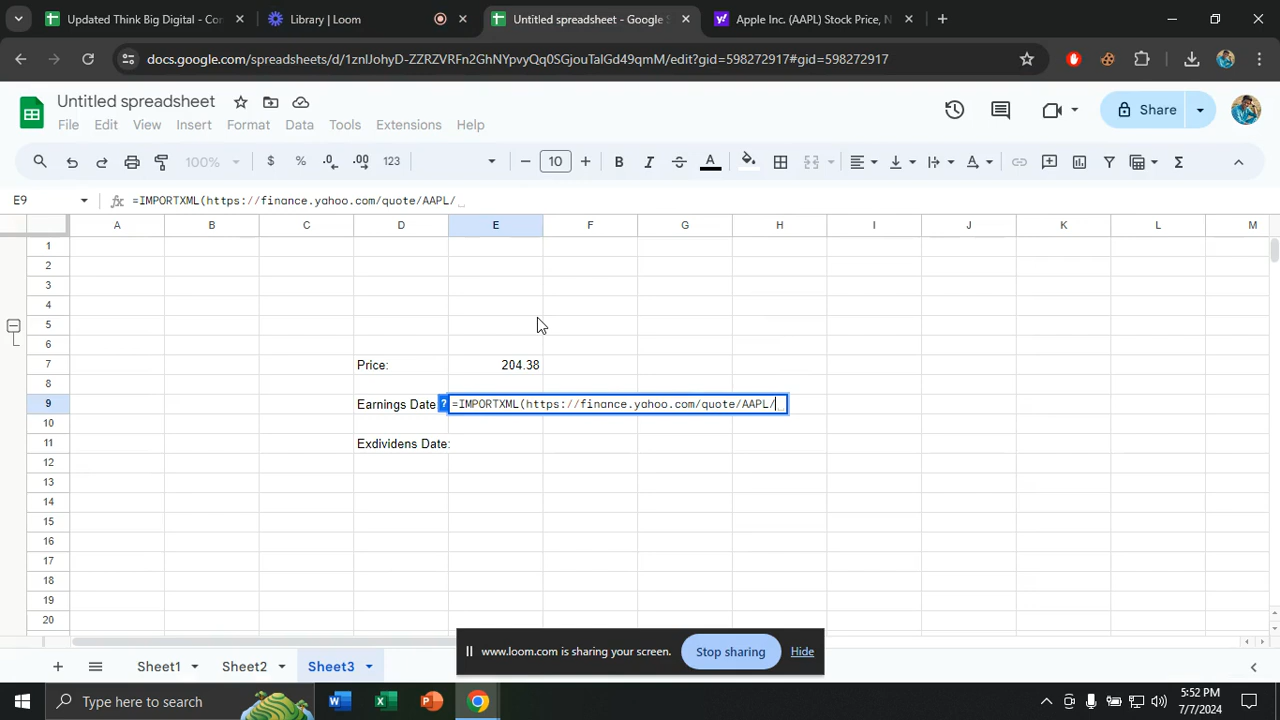 Updated Think Big Digital - Co
Library | Loom
Untitled spreadsheet - Google S
Apple Inc. (AAPL) Stock Price, N
docs.google.com/spreadsheets/d/1znlJohyD-ZZRZVFn2GhNYpvyQq0SGjouTalGd49qmM/edit?gid=598272917#gid=598272917
Untitled spreadsheet
Share
File Edit View Insert Format Data Tools Extensions Help
100% $ % .0 .00 123 10 B I S A
E9 fx =IMPORTXML(https://finance.yahoo.com/quote/AAPL/
A B C D E F G H I J K L M
1
2
3
4
5
6
7 Price: 204.38
8
9 Earnings Date ? =IMPORTXML(https://finance.yahoo.com/quote/AAPL/
10
11 Exdividens Date:
12
13
14
15
16
17
18
19
20
www.loom.com is sharing your screen. Stop sharing Hide
Sheet1 Sheet2 Sheet3
Type here to search
5:52 PM
7/7/2024